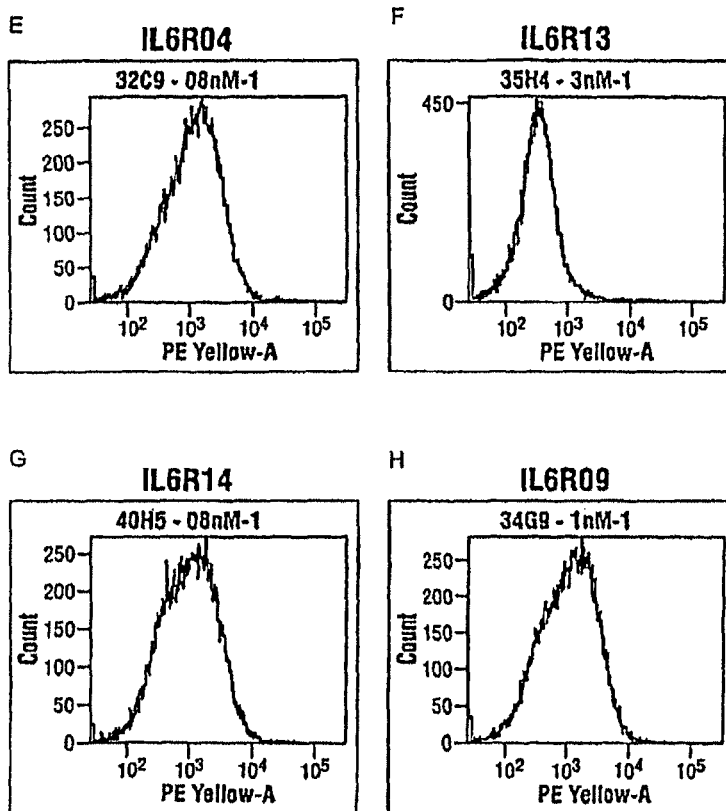 E
IL6R04
32C9 - 08nM-1
Count
250
200
150
100
50
0
10² 10³ 10⁴ 10⁵
PE Yellow-A
F
IL6R13
35H4 - 3nM-1
Count
450
0
10² 10³ 10⁴ 10⁵
PE Yellow-A
G
IL6R14
40H5 - 08nM-1
Count
250
200
150
100
50
0
10² 10³ 10⁴ 10⁵
PE Yellow-A
H
IL6R09
34G9 - 1nM-1
Count
250
200
150
100
50
0
10² 10³ 10⁴ 10⁵
PE Yellow-A